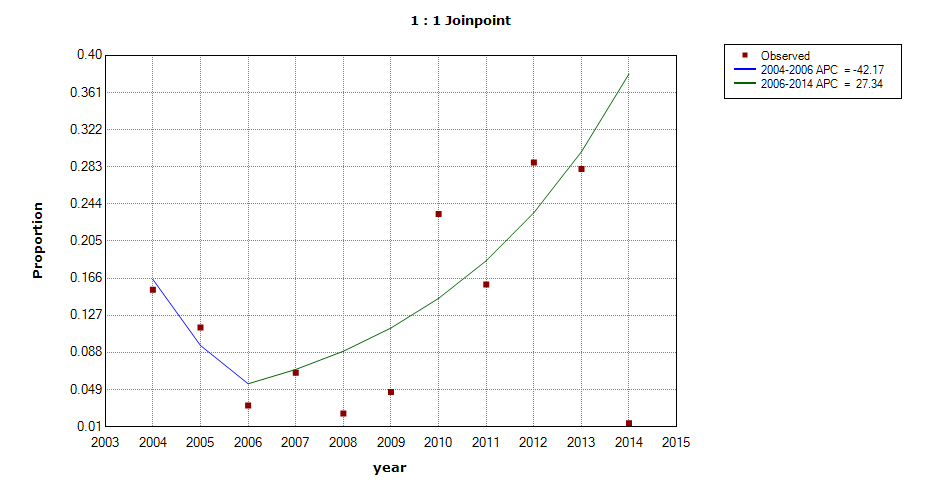 1 : 1 Joinpoint
Observed
2004-2006 APC = -42.17
2006-2014 APC = 27.34
0.40
0.361
0.322
0.283
0.244
0.205
0.166
0.127
0.088
0.049
0.01
Proportion
2003 2004 2005 2006 2007 2008 2009 2010 2011 2012 2013 2014 2015
year